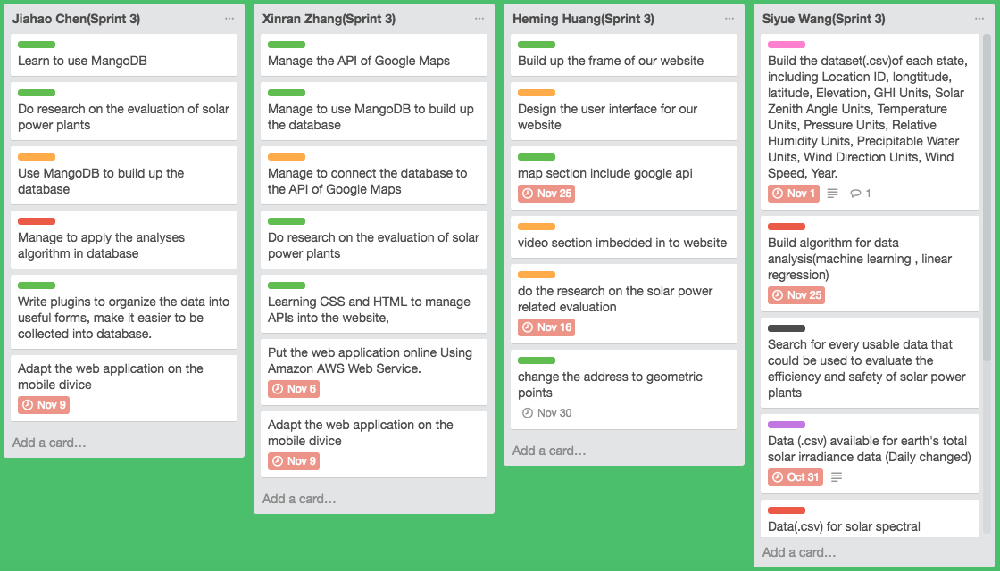 Jiahao Chen(Sprint 3)
Learn to use MangoDB
Do research on the evaluation of solar
power plants
Use MangoDB to build up the
database
Manage to apply the analyses
algorithm in database
Write plugins to organize the data into
useful forms, make it easier to be
collected into database.
Adapt the web application on the
mobile divice
Nov 9
Add a card…
Xinran Zhang(Sprint 3)
Manage the API of Google Maps
Manage to use MangoDB to build up
the database
Manage to connect the database to
the API of Google Maps
Do research on the evaluation of solar
power plants
Learning CSS and HTML to manage
APIs into the website,
Put the web application online Using
Amazon AWS Web Service.
Nov 6
Adapt the web application on the
mobile divice
Nov 9
Add a card…
Heming Huang(Sprint 3)
Build up the frame of our website
Design the user interface for our
website
map section include google api
Nov 25
video section imbedded in to website
do the research on the solar power
related evaluation
Nov 16
change the address to geometric
points
Nov 30
Add a card…
Siyue Wang(Sprint 3)
Build the dataset(.csv)of each state,
including Location ID, longtitude,
latitude, Elevation, GHI Units, Solar
Zenith Angle Units, Temperature
Units, Pressure Units, Relative
Humidity Units, Precipitable Water
Units, Wind Direction Units, Wind
Speed, Year.
Nov 1 1
Build algorithm for data
analysis(machine learning , linear
regression)
Nov 25
Search for every usable data that
could be used to evaluate the
efficiency and safety of solar power
plants
Data (.csv) available for earth's total
solar irradiance data (Daily changed)
Oct 31
Data(.csv) for solar spectral
Add a card…